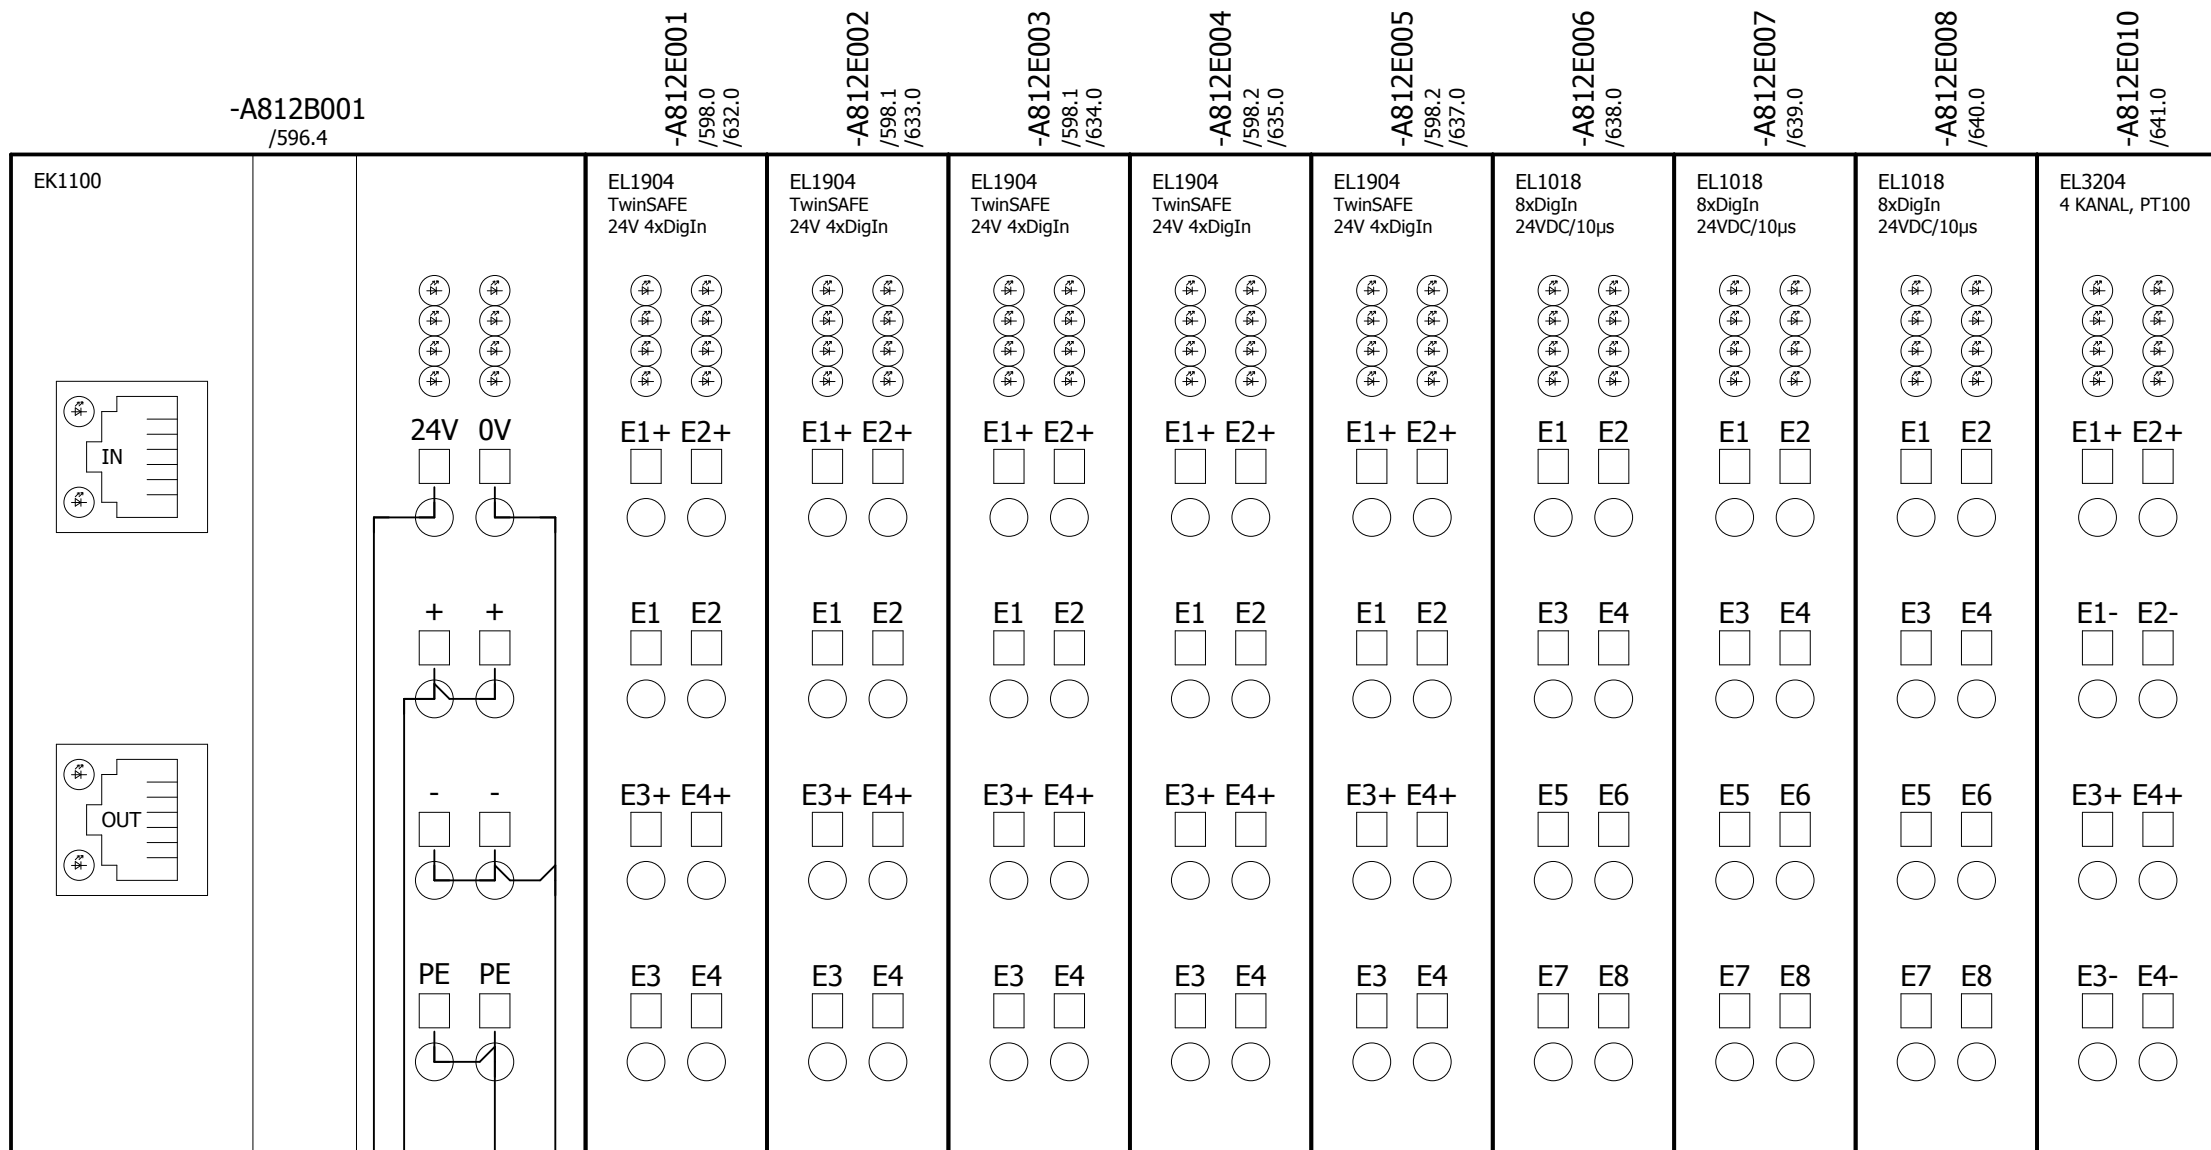 -A812B001
/596.4
-A812E001
/598.0
/632.0
-A812E002
/598.1
/633.0
-A812E003
/598.1
/634.0
-A812E004
/598.2
/635.0
-A812E005
/598.2
/637.0
-A812E006
/638.0
-A812E007
/639.0
-A812E008
/640.0
-A812E010
/641.0
EK1100
IN
OUT
24V 0V
+ +
- -
PE PE
EL1904
TwinSAFE
24V 4xDigIn
E1+ E2+
E1 E2
E3+ E4+
E3 E4
EL1904
TwinSAFE
24V 4xDigIn
E1+ E2+
E1 E2
E3+ E4+
E3 E4
EL1904
TwinSAFE
24V 4xDigIn
E1+ E2+
E1 E2
E3+ E4+
E3 E4
EL1904
TwinSAFE
24V 4xDigIn
E1+ E2+
E1 E2
E3+ E4+
E3 E4
EL1904
TwinSAFE
24V 4xDigIn
E1+ E2+
E1 E2
E3+ E4+
E3 E4
EL1018
8xDigIn
24VDC/10µs
E1 E2
E3 E4
E5 E6
E7 E8
EL1018
8xDigIn
24VDC/10µs
E1 E2
E3 E4
E5 E6
E7 E8
EL1018
8xDigIn
24VDC/10µs
E1 E2
E3 E4
E5 E6
E7 E8
EL3204
4 KANAL, PT100
E1+ E2+
E1- E2-
E3+ E4+
E3- E4-